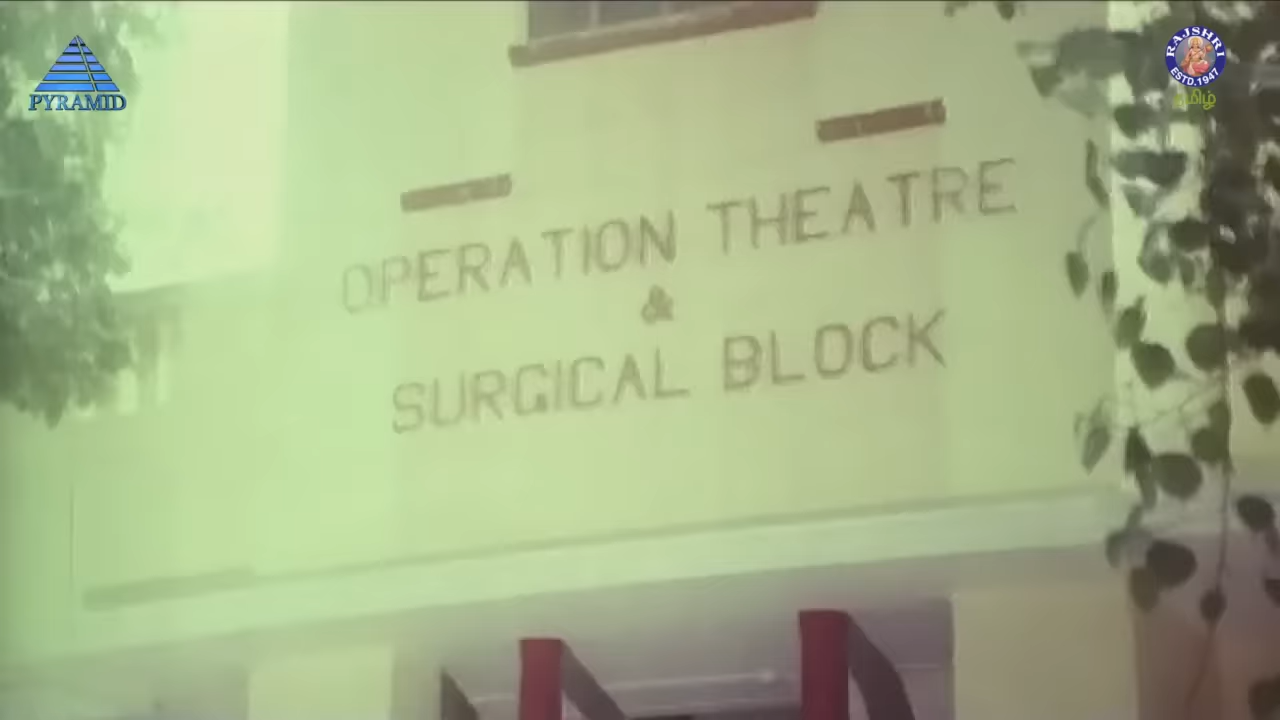 PYRAMID
RAJSHRI
ESTD.1947
தமிழ்
OPERATION THEATRE
&
SURGICAL BLOCK